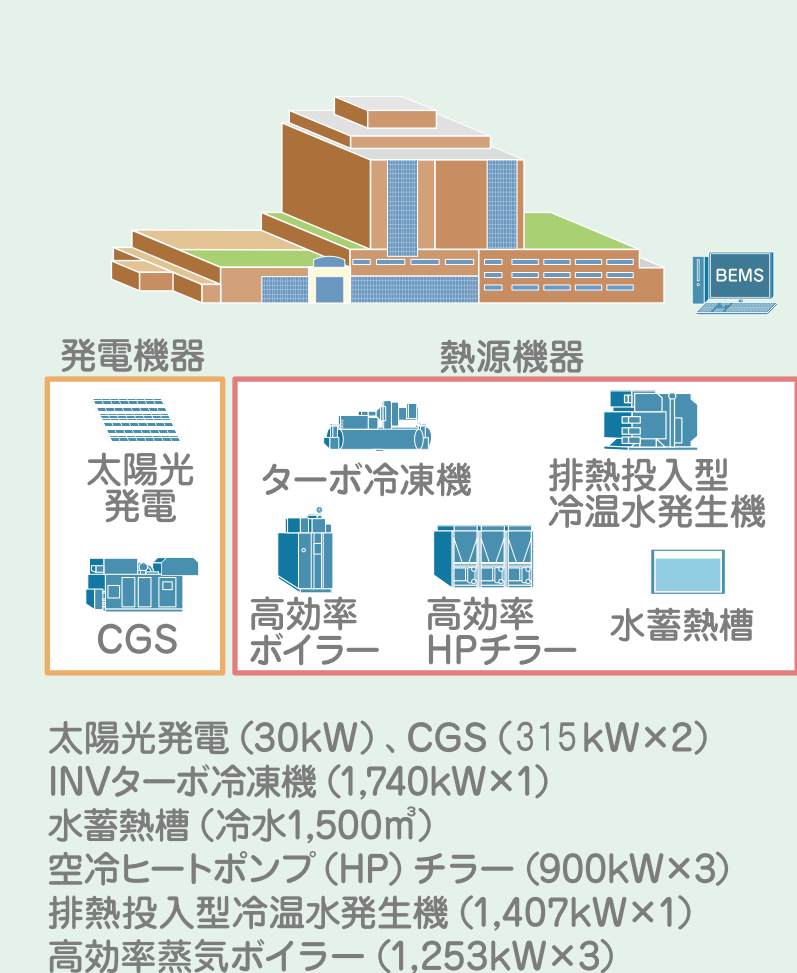 BEMS
発電機器
熱源機器
太陽光
発電
CGS
ターボ冷凍機
排熱投入型
冷温水発生機
高効率
ボイラー
高効率
HPチラー
水蓄熱槽
太陽光発電（30kW）、CGS（315kW×2）
INVターボ冷凍機（1,740kW×1）
水蓄熱槽（冷水1,500㎥）
空冷ヒートポンプ（HP）チラー（900kW×3）
排熱投入型冷温水発生機（1,407kW×1）
高効率蒸気ボイラー（1,253kW×3）